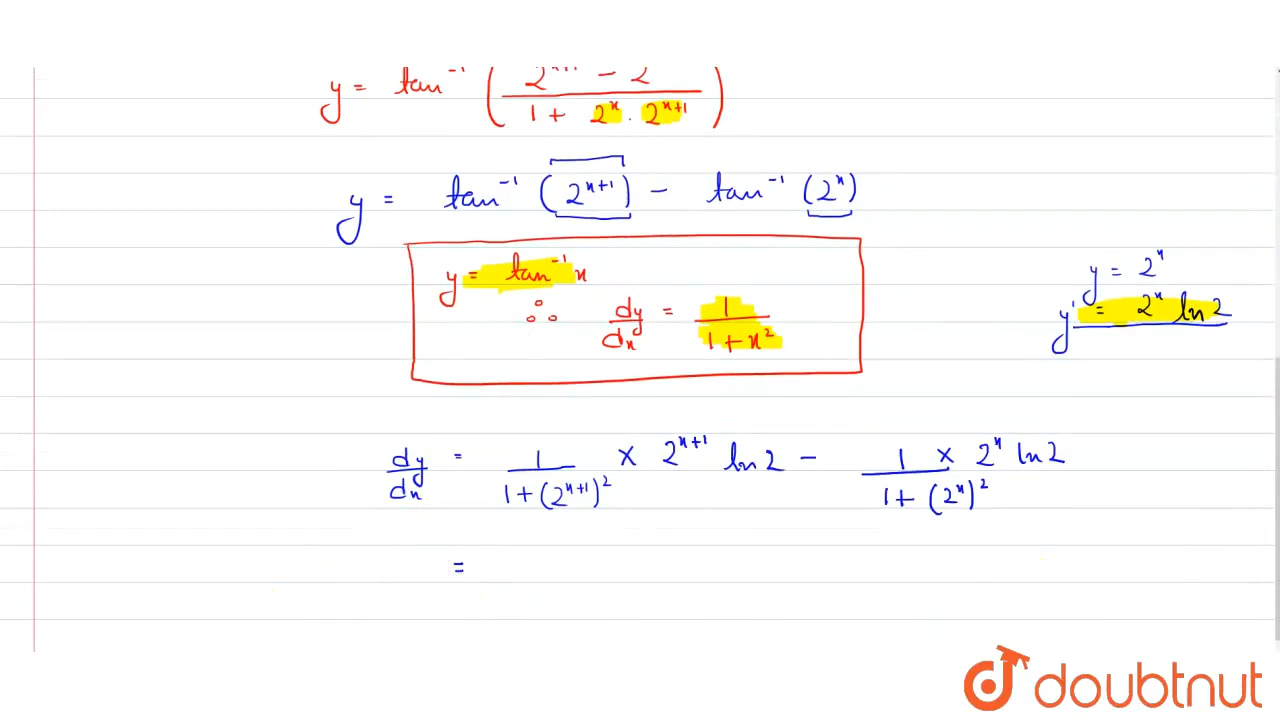 y = tan⁻¹ ( 2ˣ⁺¹ − 2 / 1 + 2ˣ . 2ˣ⁺¹ )
y = tan⁻¹ (2ˣ⁺¹) − tan⁻¹ (2ˣ)
y = tan⁻¹ x
∴ dy/dx = 1/1+x²
y = 2ˣ
y' = 2ˣ ln 2
dy/dx = 1/1+(2ˣ⁺¹)² × 2ˣ⁺¹ ln 2 − 1/1+(2ˣ)² × 2ˣ ln 2
=
doubtnut